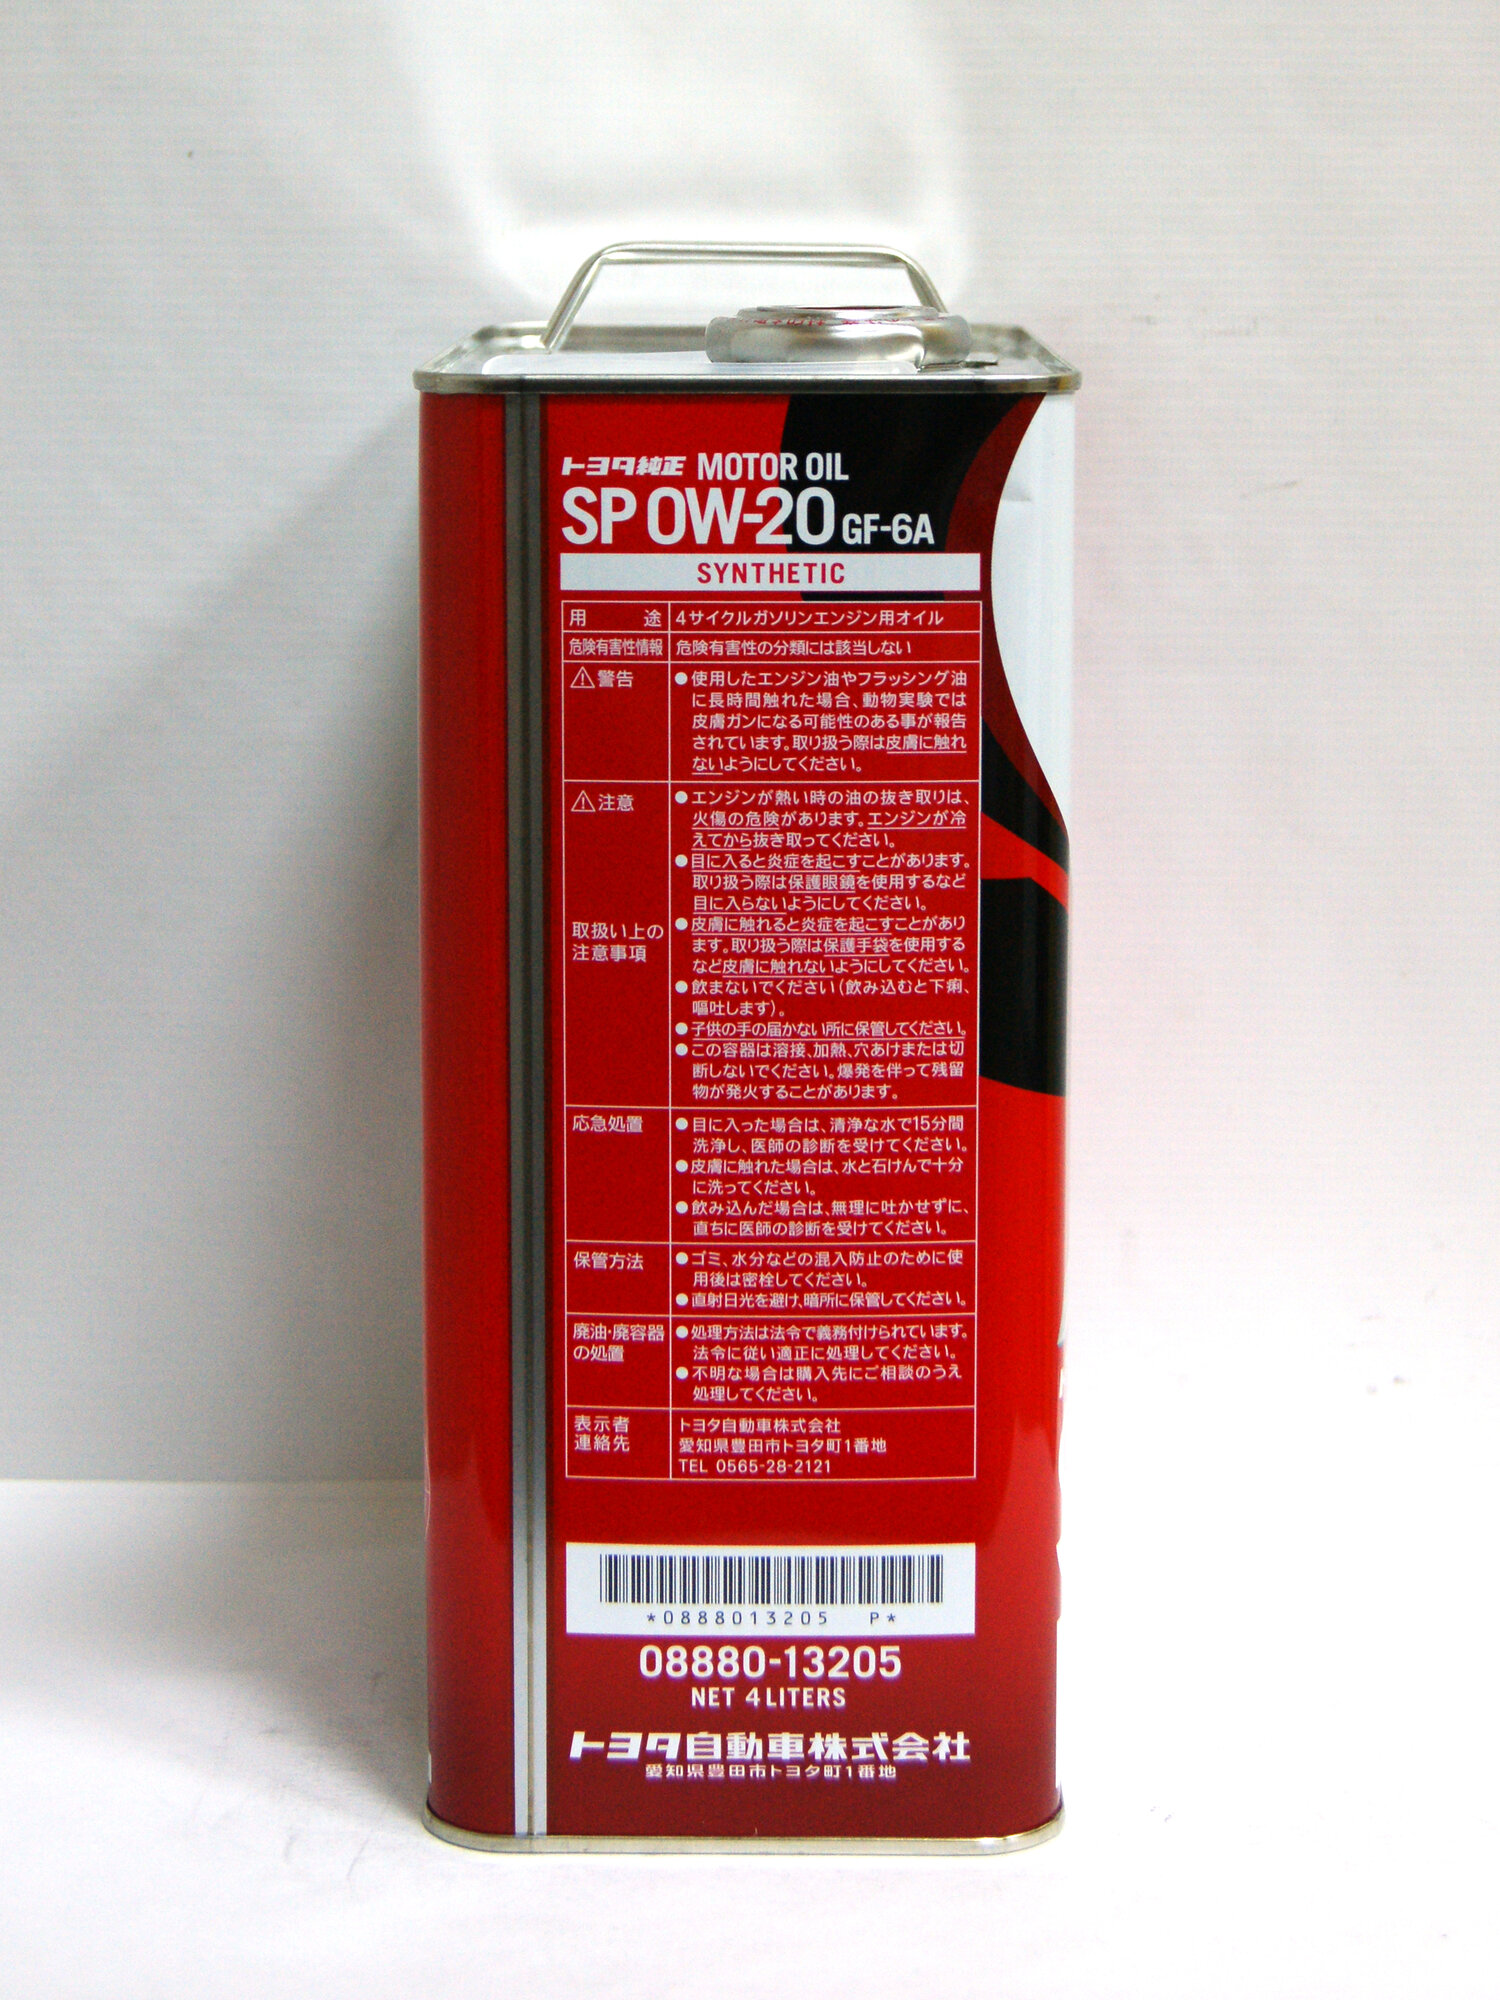 トヨタ純正 MOTOR OIL
SP 0W-20 GF-6A
SYNTHETIC
用途 4サイクルガソリンエンジン用オイル
危険有害性情報 危険有害性の分類には該当しない
⚠警告 ●使用したエンジン油やフラッシング油
に長時間触れた場合、動物実験では
皮膚ガンになる可能性のある事が報告
されています。取り扱う際は皮膚に触れ
ないようにしてください。
⚠注意 ●エンジンが熱い時の油の抜き取りは、
火傷の危険があります。エンジンが冷
えてから抜き取ってください。
●目に入ると炎症を起こすことがあります。
取り扱う際は保護眼鏡を使用するなど
目に入らないようにしてください。
取扱い上の
注意事項
●皮膚に触れると炎症を起こすことがあり
ます。取り扱う際は保護手袋を使用する
など皮膚に触れないようにしてください。
●飲まないでください(飲み込むと下痢、
嘔吐します)。
●子供の手の届かない所に保管してください。
●この容器は溶接、加熱、穴あけまたは切
断しないでください。爆発を伴って残留
物が発火することがあります。
応急処置 ●目に入った場合は、清浄な水で15分間
洗浄し、医師の診断を受けてください。
●皮膚に触れた場合は、水と石けんで十分
に洗ってください。
●飲み込んだ場合は、無理に吐かせずに、
直ちに医師の診断を受けてください。
保管方法 ●ゴミ、水分などの混入防止のために使
用後は密栓してください。
●直射日光を避け、暗所に保管してください。
廃油・廃容器
の処置
●処理方法は法令で義務付けられています。
法令に従い適正に処理してください。
●不明な場合は購入先にご相談のうえ
処理してください。
表示者
連絡先
トヨタ自動車株式会社
愛知県豊田市トヨタ町1番地
TEL 0565-28-2121
*0888013205 P*
08880-13205
NET 4 LITERS
トヨタ自動車株式会社
愛知県豊田市トヨタ町1番地